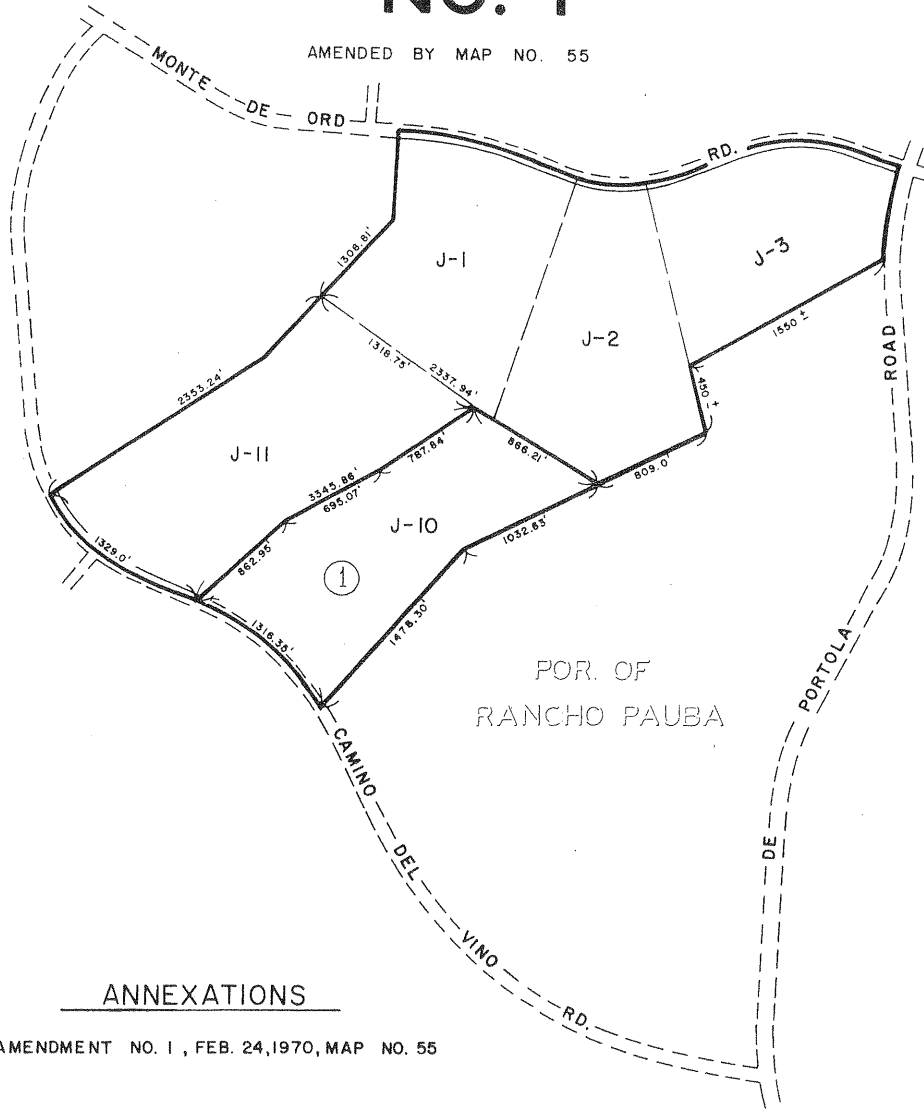 NO. 1
AMENDED BY MAP NO. 55
MONTE DE ORO RD.
J-1
J-2
J-3
J-11
J-10
1
1308.81'
2353.24'
1318.75'
2337.94'
787.84'
3345.86'
695.07'
862.95'
866.21'
809.0'
450 ±
1550 ±
1032.63'
1478.30'
1329.0'
1316.35'
POR. OF
RANCHO PAUBA
CAMINO DEL VINO RD.
DE PORTOLA ROAD
ANNEXATIONS
AMENDMENT NO. 1, FEB. 24, 1970, MAP NO. 55